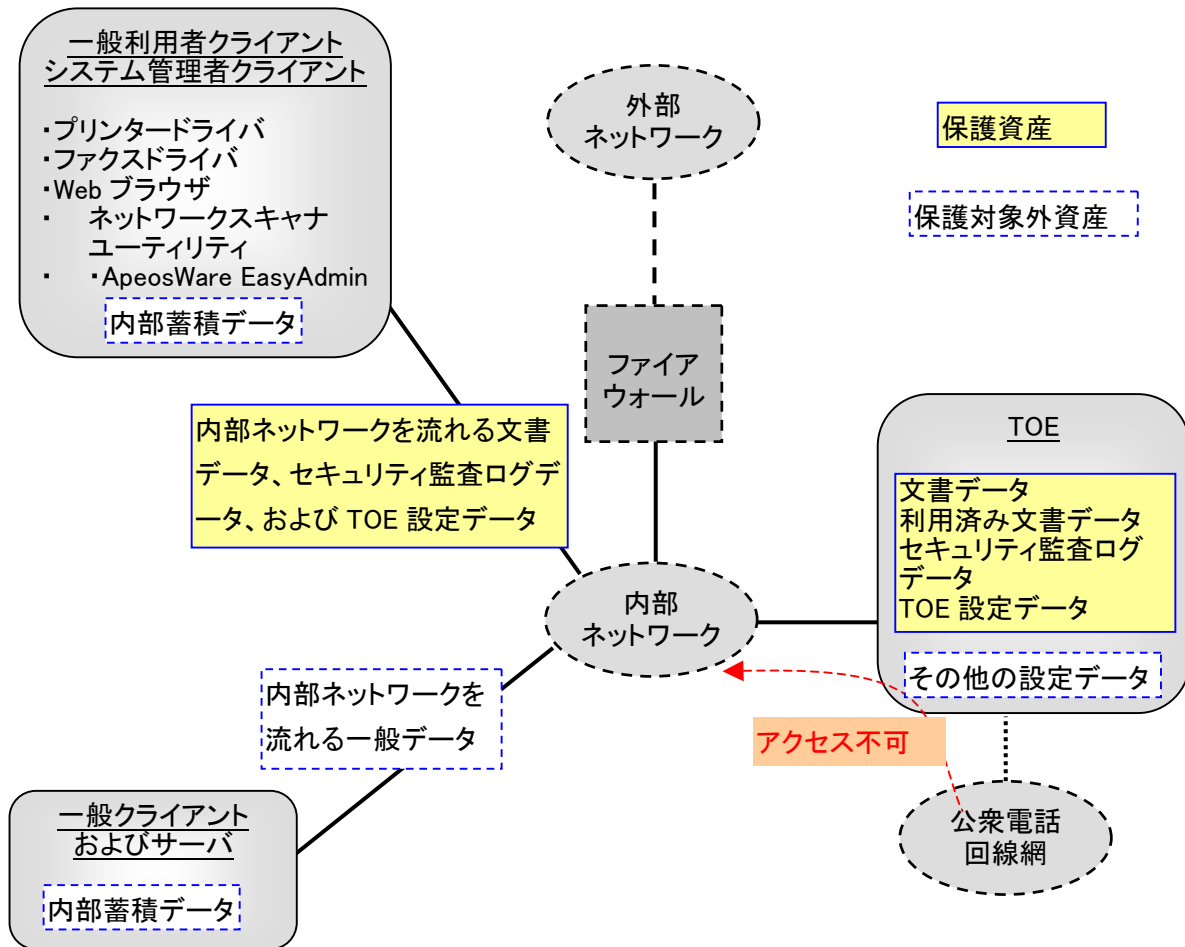 一般利用者クライアント
システム管理者クライアント
・プリンタードライバ
・ファクスドライバ
・Web ブラウザ
・ ネットワークスキャナ
ユーティリティ
・ ・ApeosWare EasyAdmin
内部蓄積データ
外部
ネットワーク
保護資産
保護対象外資産
ファイア
ウォール
内部ネットワークを流れる文書
データ、セキュリティ監査ログデ
ータ、および TOE 設定データ
TOE
文書データ
利用済み文書データ
セキュリティ監査ログ
データ
TOE 設定データ
その他の設定データ
内部
ネットワーク
内部ネットワークを
流れる一般データ
アクセス不可
一般クライアント
およびサーバ
内部蓄積データ
公衆電話
回線網